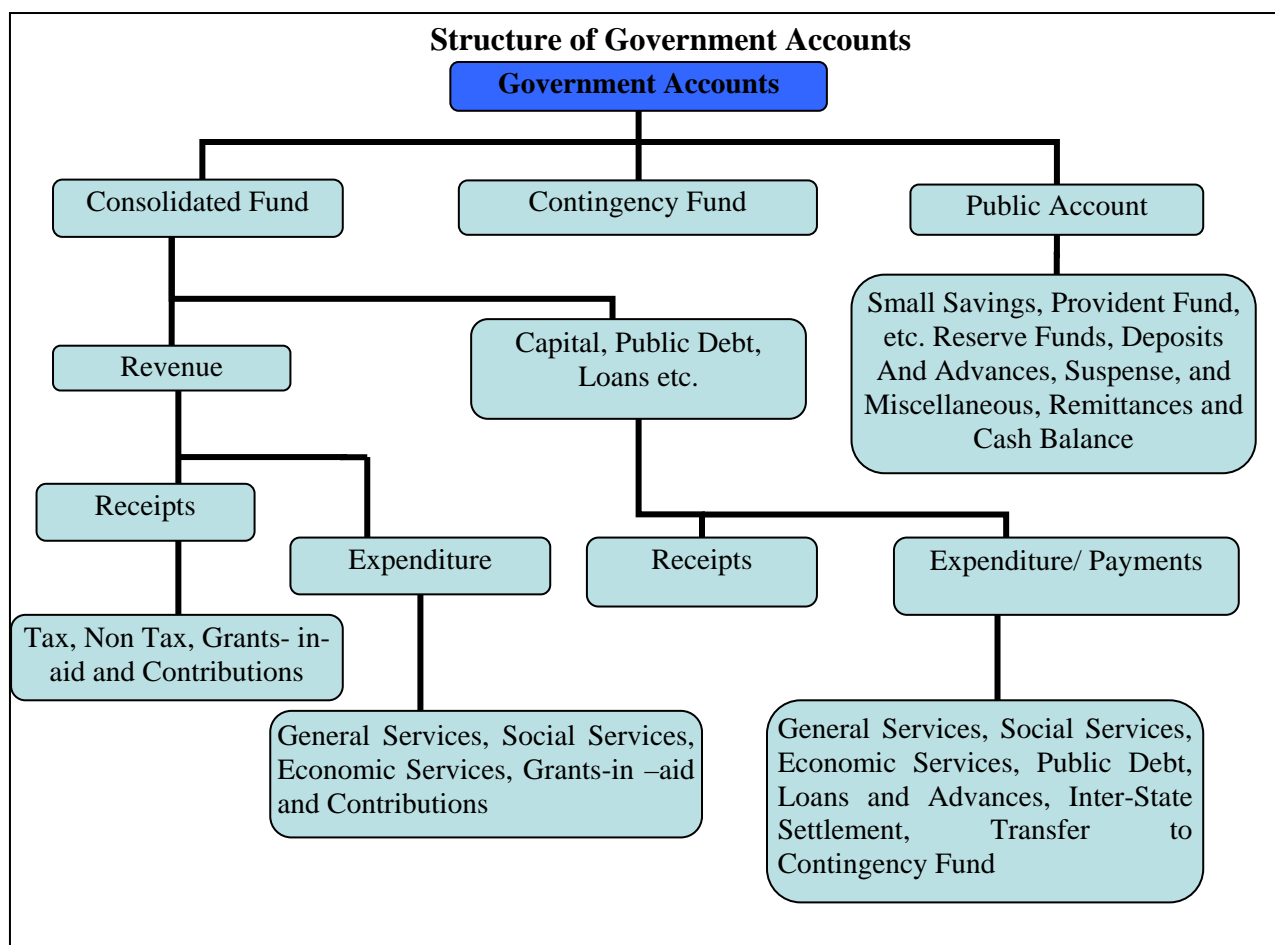 Structure of Government Accounts
Government Accounts
Consolidated Fund
Contingency Fund
Public Account
Small Savings, Provident Fund,
etc. Reserve Funds, Deposits
And Advances, Suspense, and
Miscellaneous, Remittances and
Cash Balance
Revenue
Capital, Public Debt,
Loans etc.
Receipts
Expenditure
Receipts
Expenditure/ Payments
Tax, Non Tax, Grants- in-
aid and Contributions
General Services, Social Services,
Economic Services, Grants-in –aid
and Contributions
General Services, Social Services,
Economic Services, Public Debt,
Loans and Advances, Inter-State
Settlement, Transfer to
Contingency Fund